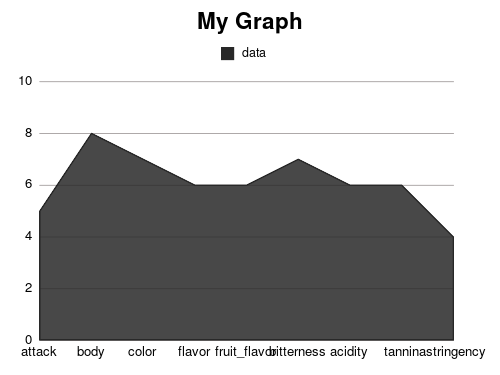 My Graph
data
10
8
6
4
2
0
attack body color flavor fruit_flavor bitterness acidity tannin astringency